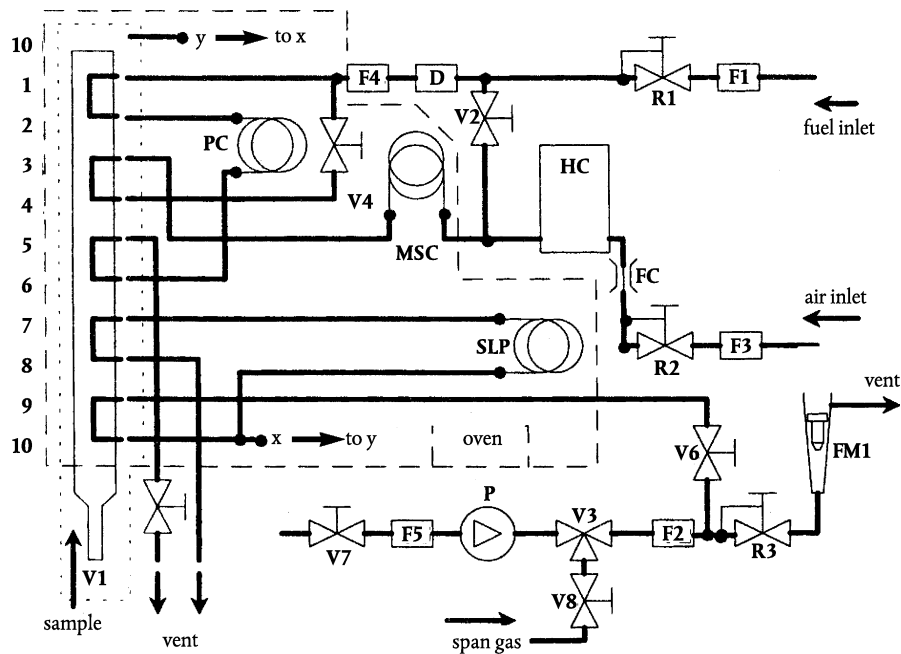 10
y
to x
1
F4
D
F1
R1
fuel inlet
V2
2
PC
3
HC
4
V4
5
MSC
FC
6
air inlet
7
SLP
R2
F3
8
vent
9
10
x
to y
oven
V6
FM1
P
V3
V7
F5
F2
R3
V1
V8
sample
vent
span gas